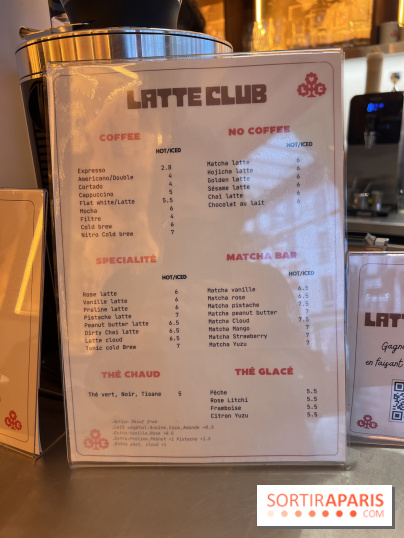 LATTE CLUB
COFFEE
HOT/ICED
Expresso 2.8
Americano/Double 4
Cortado 4
Cappuccino 5
Flat white/Latte 5.5
Mocha 6
Filtre 4
Cold brew 6
Nitro Cold brew 7
NO COFFEE
HOT/ICED
Matcha latte 6
Hojicha latte 6
Golden latte 6
Sésame latte 6
Chai latte 6
Chocolat au lait 6
SPECIALITÉ
HOT/ICED
Rose latte 6
Vanille latte 6
Praline latte 6
Pistache latte 7
Peanut butter latte 6.5
Dirty Chai latte 6.5
Latte cloud 6.5
Tonic cold Brew 7
MATCHA BAR
HOT/ICED
Matcha vanille 6.5
Matcha rose 6.5
Matcha pistache 7.5
Matcha peanut butter 7
Matcha Cloud 7.5
Matcha Mango 7
Matcha Strawberry 7
Matcha Yuzu 7
THÉ CHAUD
Thé vert, Noir, Tisane 5
THÉ GLACÉ
Pêche 5.5
Rose Litchi 5.5
Framboise 5.5
Citron Yuzu 5.5
LATT
Gagne
en faisant
SORTIRAPARIS
.COM